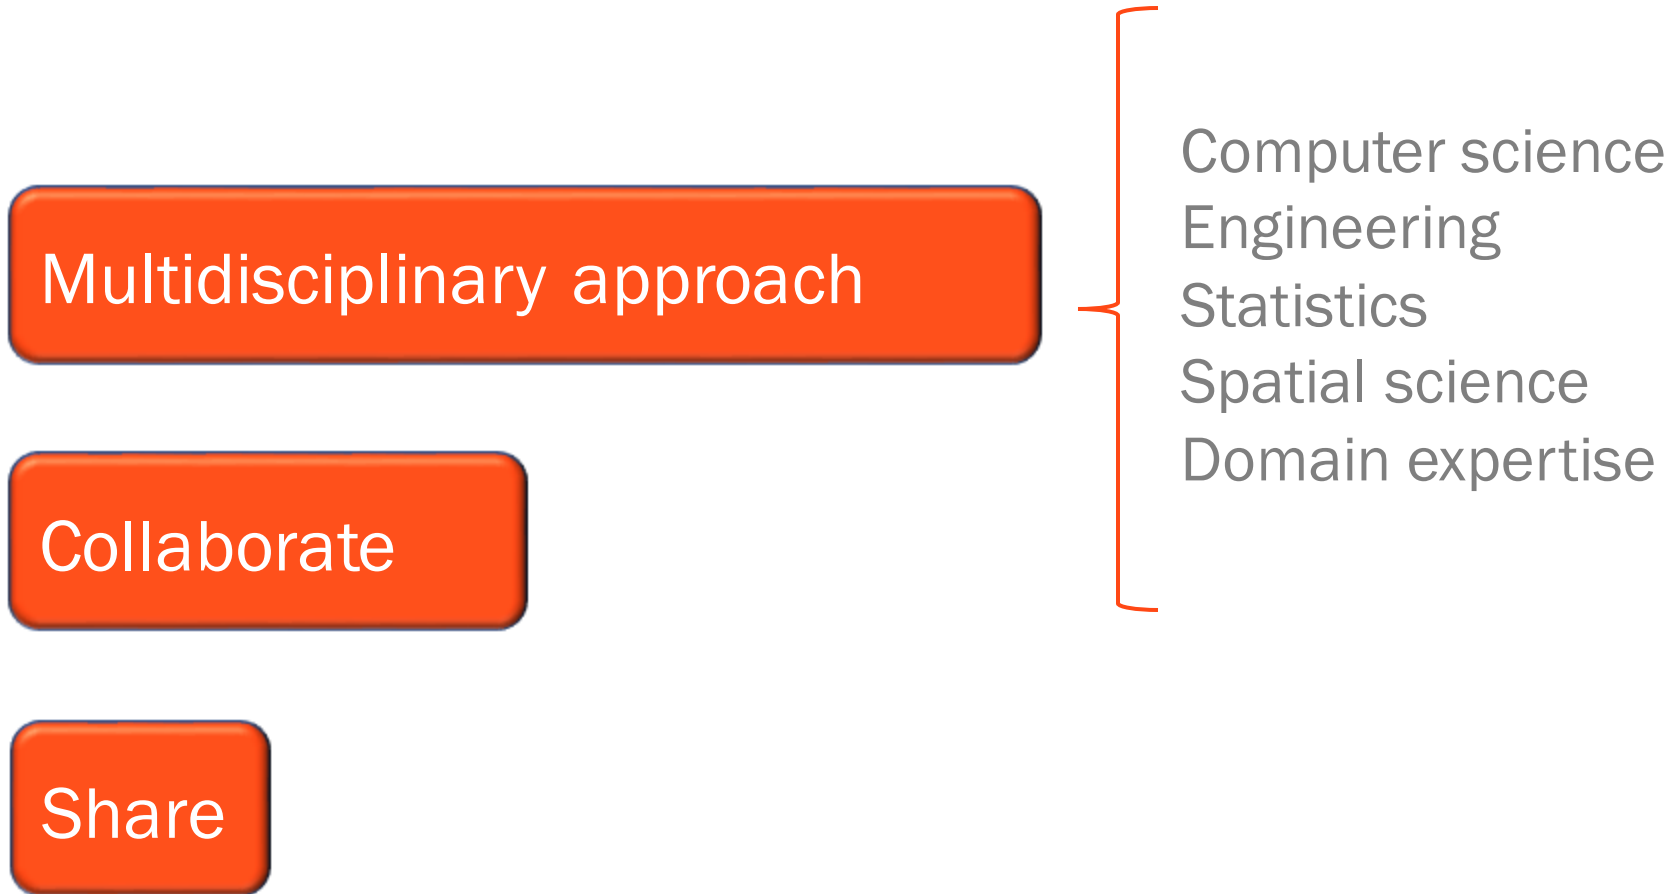 Multidisciplinary approach
Computer science
Engineering
Statistics
Spatial science
Domain expertise
Collaborate
Share